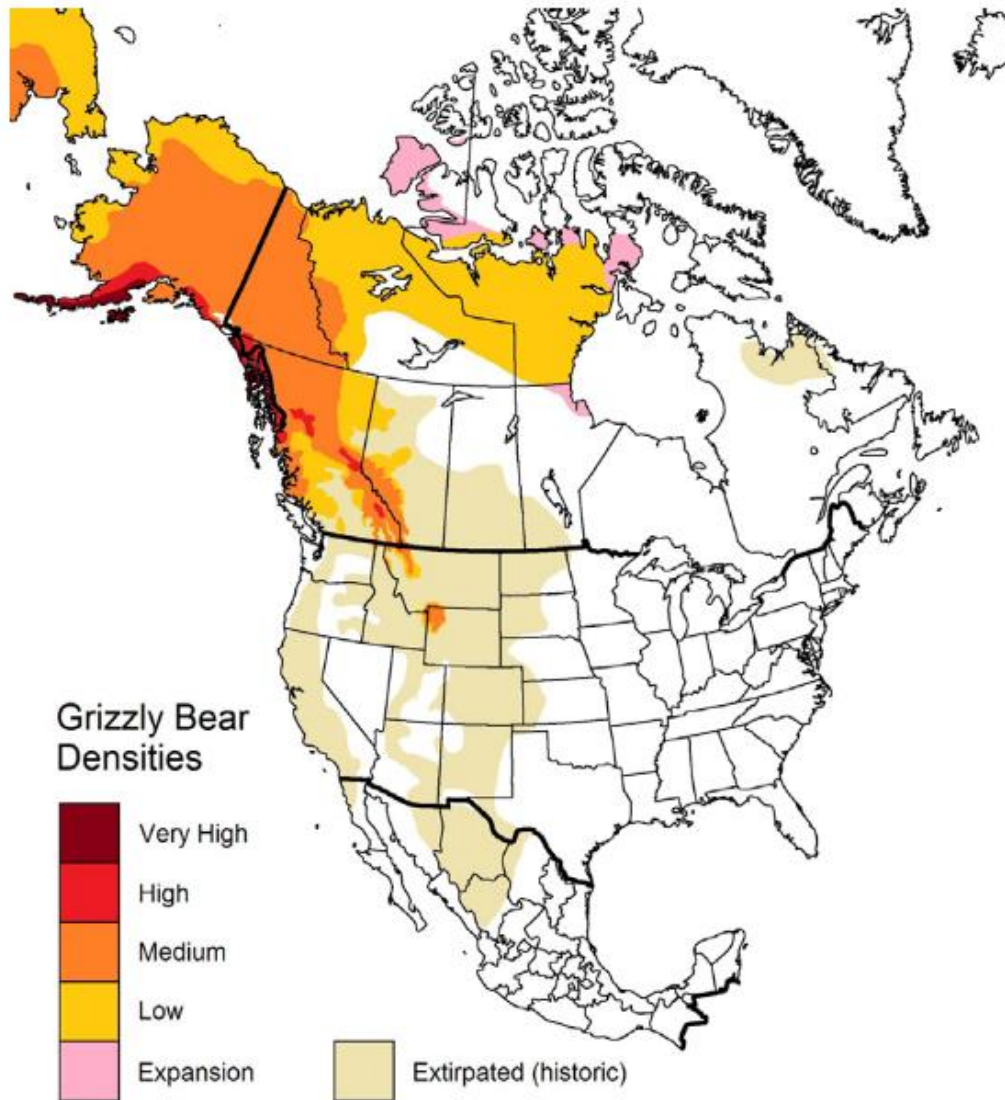 Grizzly Bear
Densities
Very High
High
Medium
Low
Expansion
Extirpated (historic)